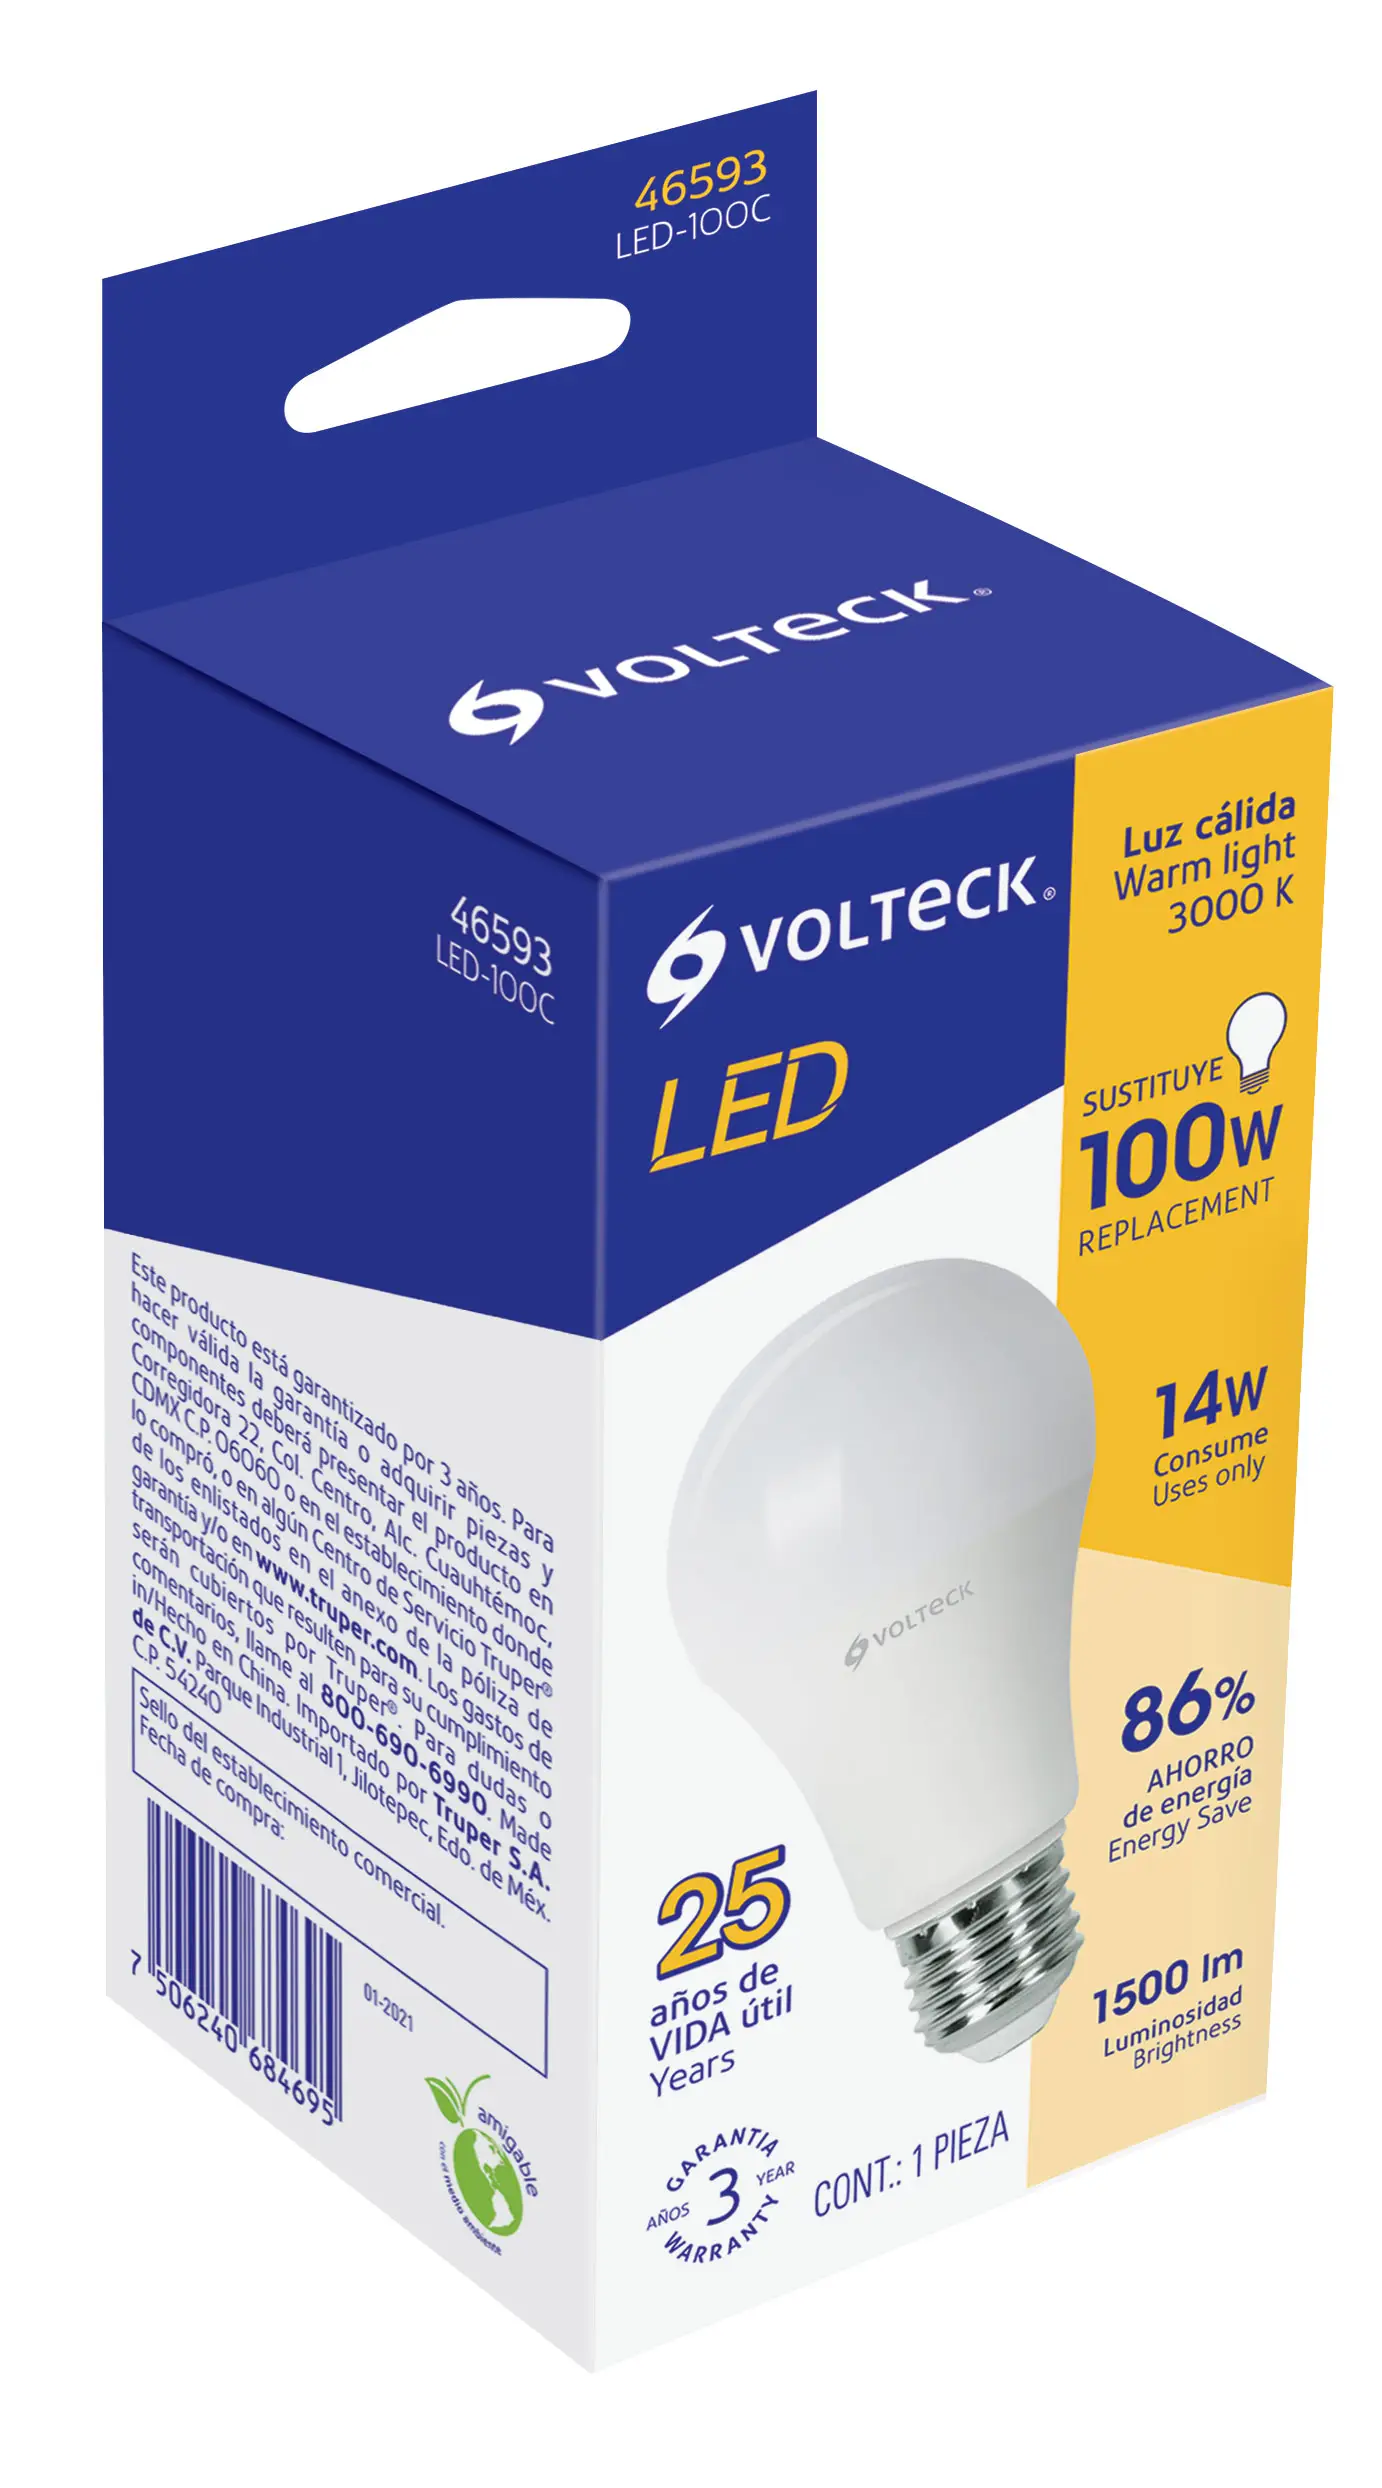 46593
LED-100C
VOLTECK®
46593
LED-100C
VOLTECK®
LED
Luz cálida
Warm light
3000 K
SUSTITUYE
100W
REPLACEMENT
14W
Consume
Uses only
86%
AHORRO
de energía
Energy Save
1500 lm
Luminosidad
Brightness
VOLTECK
25
años de
VIDA útil
Years
GARANTIA
AÑOS 3 YEAR
WARRANTY
CONT.: 1 PIEZA
Este producto está garantizado por 3 años. Para
hacer válida la garantía o adquirir piezas y
componentes deberá presentar el producto en
Corregidora 22, Col. Centro, Alc. Cuauhtémoc,
CDMX C.P. 06060 o en el establecimiento donde
lo compró, o en algún Centro de Servicio Truper®
de los enlistados en el anexo de la póliza de
garantía y/o en www.truper.com. Los gastos de
transportación que resulten para su cumplimiento
serán cubiertos por Truper®. Para dudas o
comentarios, llame al 800-690-6990. Made
in/Hecho en China. Importado por Truper S.A.
de C.V. Parque Industrial 1, Jilotepec, Edo. de Méx.
C.P. 54240
Sello del establecimiento comercial.
Fecha de compra:
7 506240 684695
01-2021
amigable
con el medio ambiente